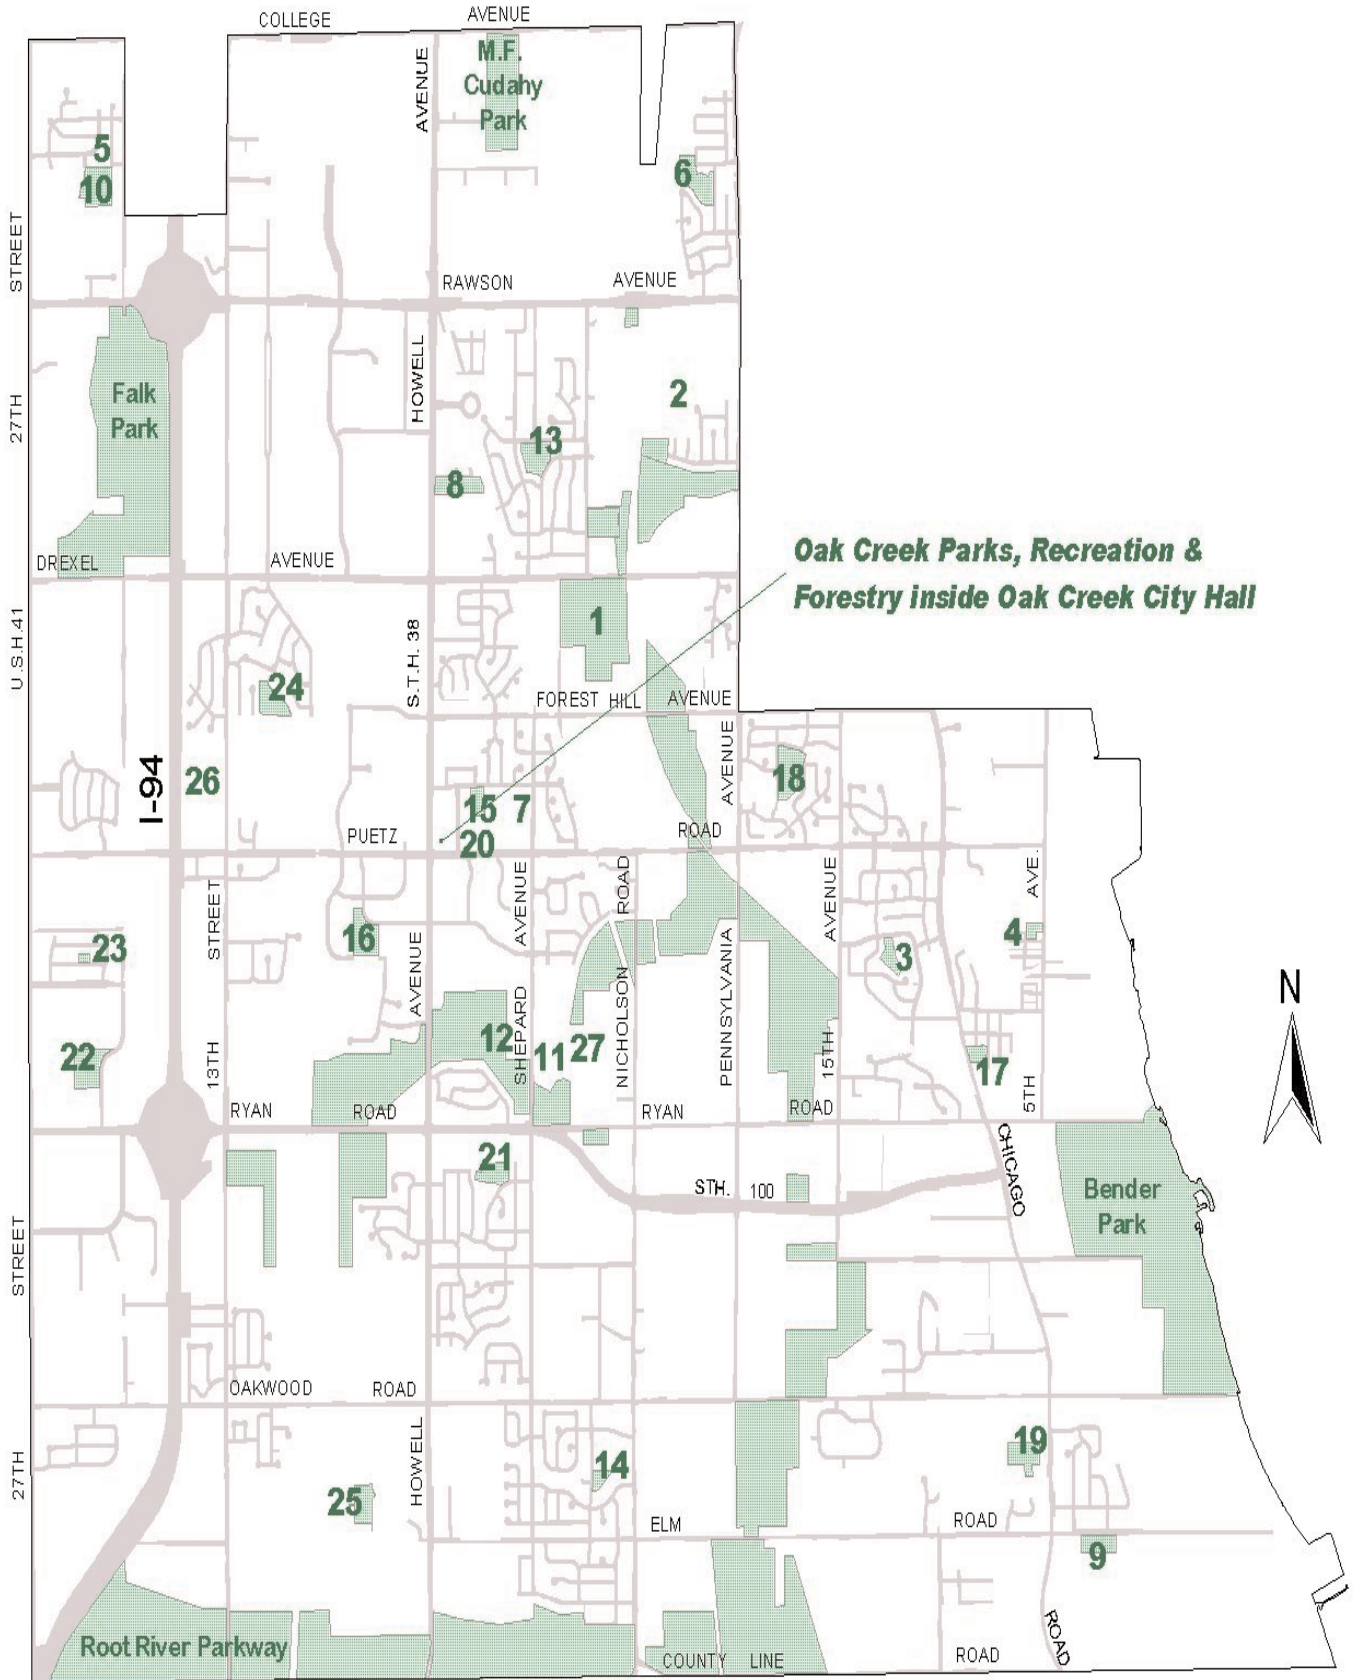 COLLEGE AVENUE
AVENUE
M.F.
Cudahy
Park
5
10
6
STREET
RAWSON AVENUE
Falk
Park
HOWELL
27TH
2
13
8
DREXEL AVENUE
Oak Creek Parks, Recreation &
Forestry inside Oak Creek City Hall
1
U.S.H.41
S.T.H. 38
24
FOREST HILL AVENUE
I-94
26
AVENUE
18
15 7
20
PUETZ ROAD
STREET
AVENUE
ROAD
AVENUE
AVE.
23
16
AVENUE
4
3
PENNSYLVANIA
NICHOLSON
SHEPARD
12
11
27
22
13TH
15TH
17
5TH
N
RYAN ROAD
RYAN ROAD
CHICAGO
21
STH. 100
Bender
Park
STREET
OAKWOOD ROAD
HOWELL
27TH
14
19
25
ELM ROAD
9
Root River Parkway
COUNTY LINE ROAD
ROAD